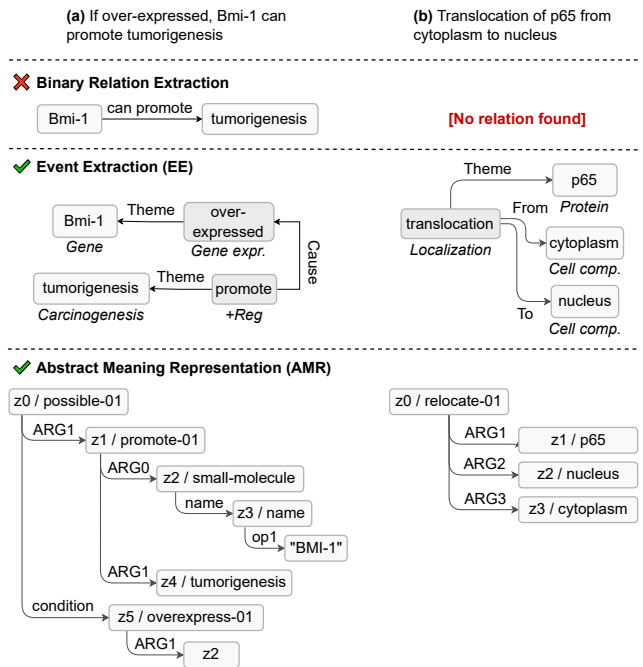 (a) If over-expressed, Bmi-1 can
promote tumorigenesis
(b) Translocation of p65 from
cytoplasm to nucleus
Binary Relation Extraction
Bmi-1
can promote
tumorigenesis
[No relation found]
Event Extraction (EE)
Bmi-1
Gene
Theme
over-
expressed
Gene expr.
Cause
tumorigenesis
Carcinogenesis
Theme
promote
+Reg
translocation
Localization
Theme
p65
Protein
From
cytoplasm
Cell comp.
To
nucleus
Cell comp.
Abstract Meaning Representation (AMR)
z0 / possible-01
ARG1
z1 / promote-01
ARG0
z2 / small-molecule
name
z3 / name
op1
"BMI-1"
ARG1
z4 / tumorigenesis
condition
z5 / overexpress-01
ARG1
z2
z0 / relocate-01
ARG1
z1 / p65
ARG2
z2 / nucleus
ARG3
z3 / cytoplasm